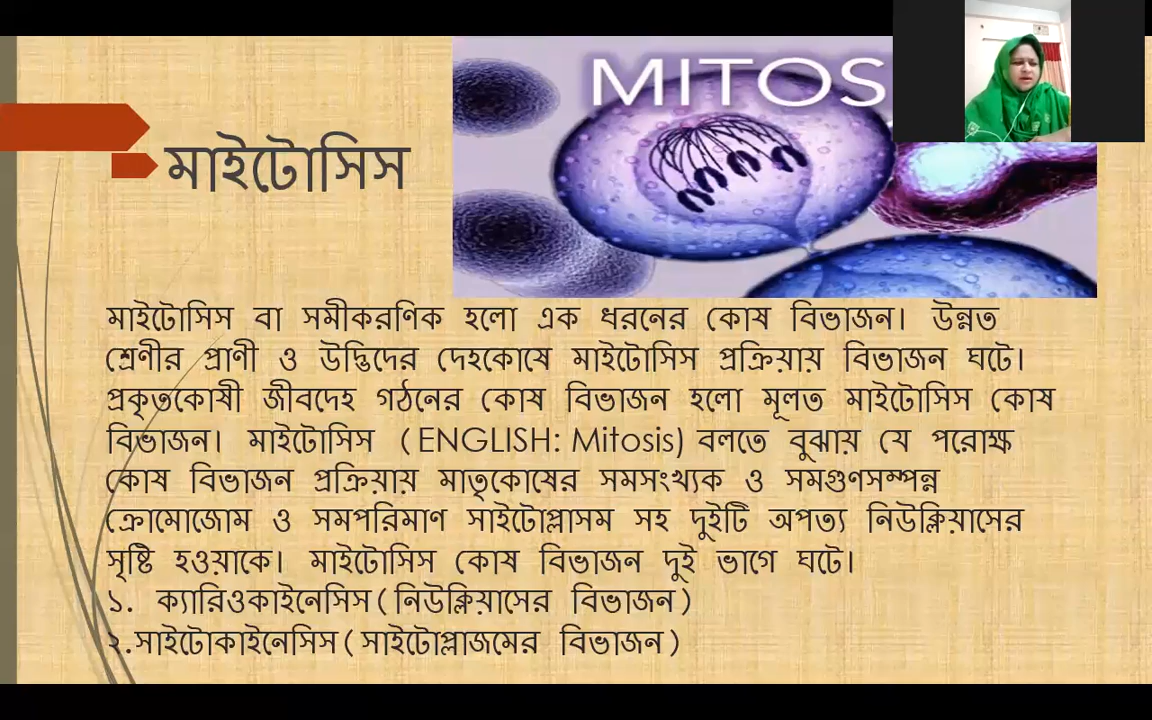 MITOS
মাইটোসিস
মাইটোসিস বা সমীকরণিক হলো এক ধরনের কোষ বিভাজন। উন্নত
শ্রেণীর প্রাণী ও উদ্ভিদের দেহকোষে মাইটোসিস প্রক্রিয়ায় বিভাজন ঘটে।
প্রকৃতকোষী জীবদেহ গঠনের কোষ বিভাজন হলো মূলত মাইটোসিস কোষ
বিভাজন। মাইটোসিস (ENGLISH: Mitosis) বলতে বুঝায় যে পরোক্ষ
কোষ বিভাজন প্রক্রিয়ায় মাতৃকোষের সমসংখ্যক ও সমগুণসম্পন্ন
ক্রোমোজোম ও সমপরিমাণ সাইটোপ্লাসম সহ দুইটি অপত্য নিউক্লিয়াসের
সৃষ্টি হওয়াকে। মাইটোসিস কোষ বিভাজন দুই ভাগে ঘটে।
১. ক্যারিওকাইনেসিস(নিউক্লিয়াসের বিভাজন)
২.সাইটোকাইনেসিস(সাইটোপ্লাজমের বিভাজন)